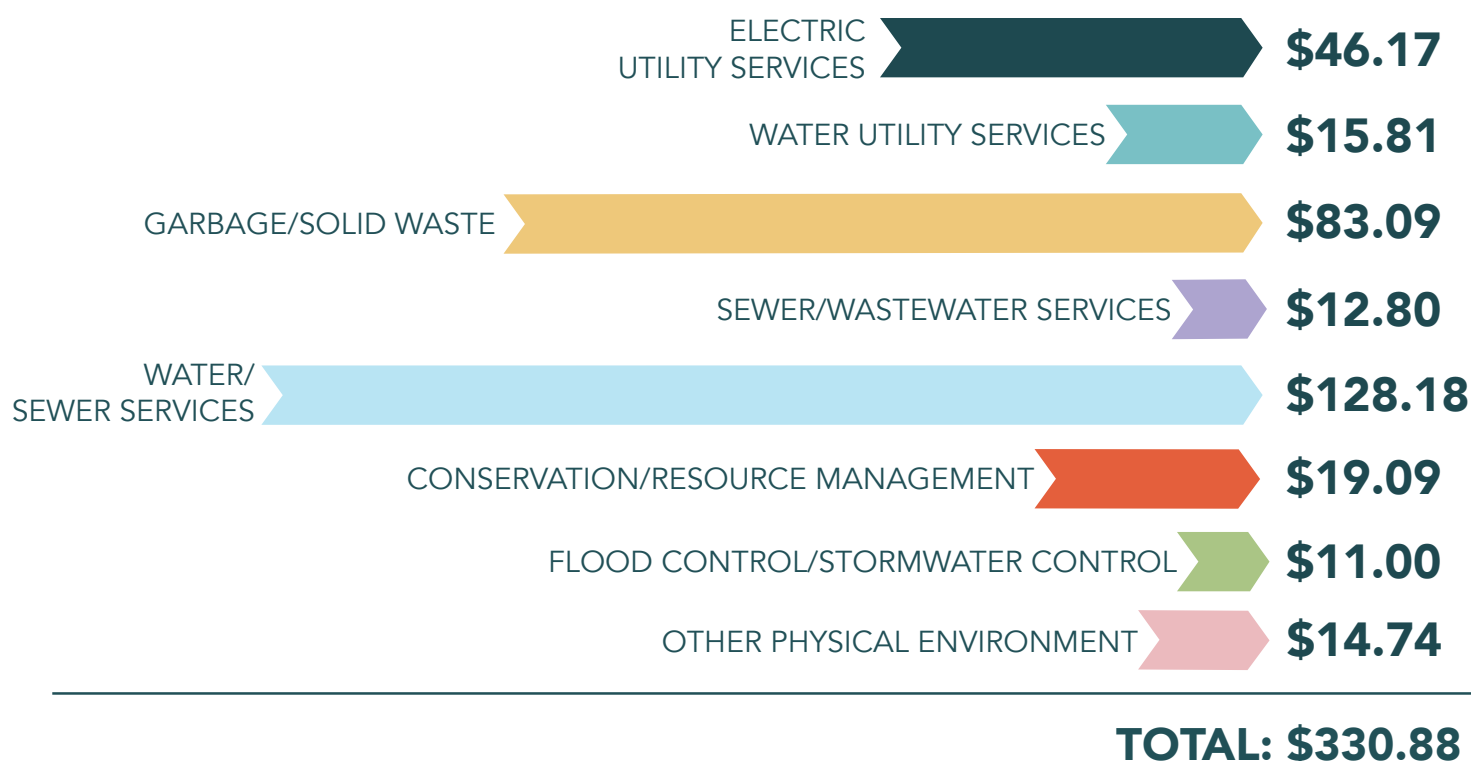 ELECTRIC
UTILITY SERVICES
$46.17
WATER UTILITY SERVICES
$15.81
GARBAGE/SOLID WASTE
$83.09
SEWER/WASTEWATER SERVICES
$12.80
WATER/
SEWER SERVICES
$128.18
CONSERVATION/RESOURCE MANAGEMENT
$19.09
FLOOD CONTROL/STORMWATER CONTROL
$11.00
OTHER PHYSICAL ENVIRONMENT
$14.74
TOTAL: $330.88